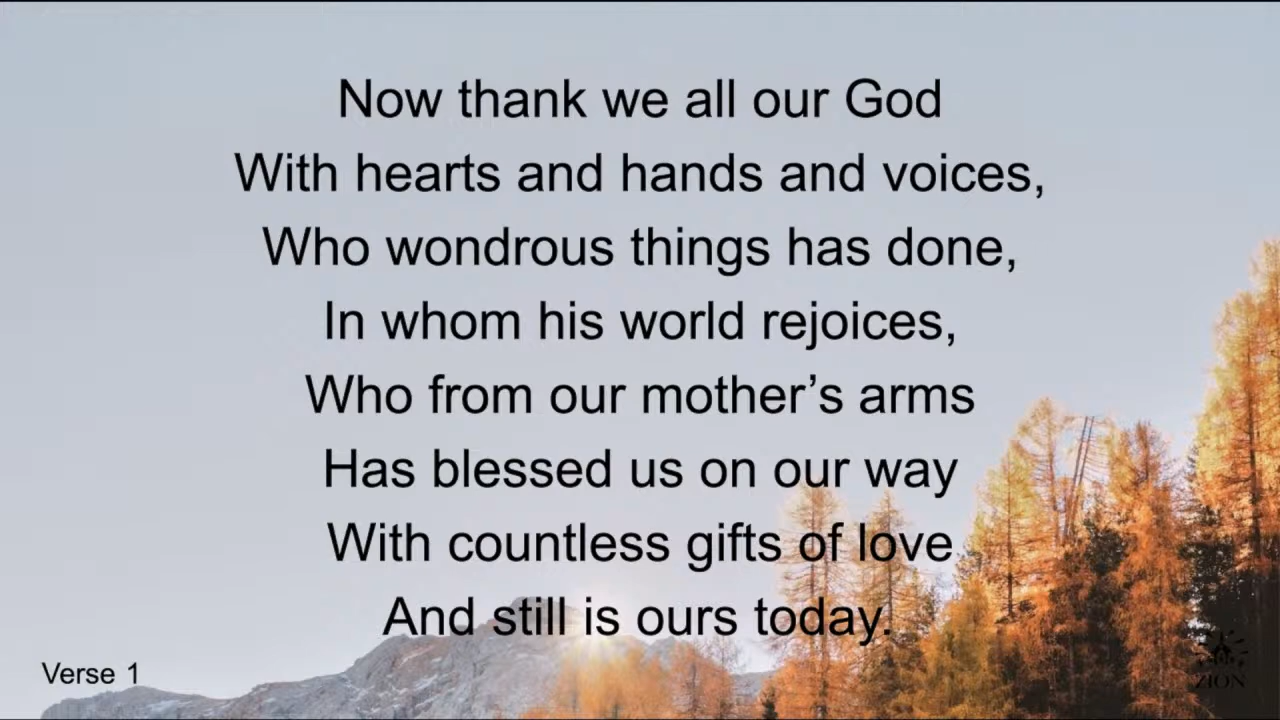 Now thank we all our God
With hearts and hands and voices,
Who wondrous things has done,
In whom his world rejoices,
Who from our mother’s arms
Has blessed us on our way
With countless gifts of love
And still is ours today.
Verse 1
ZION